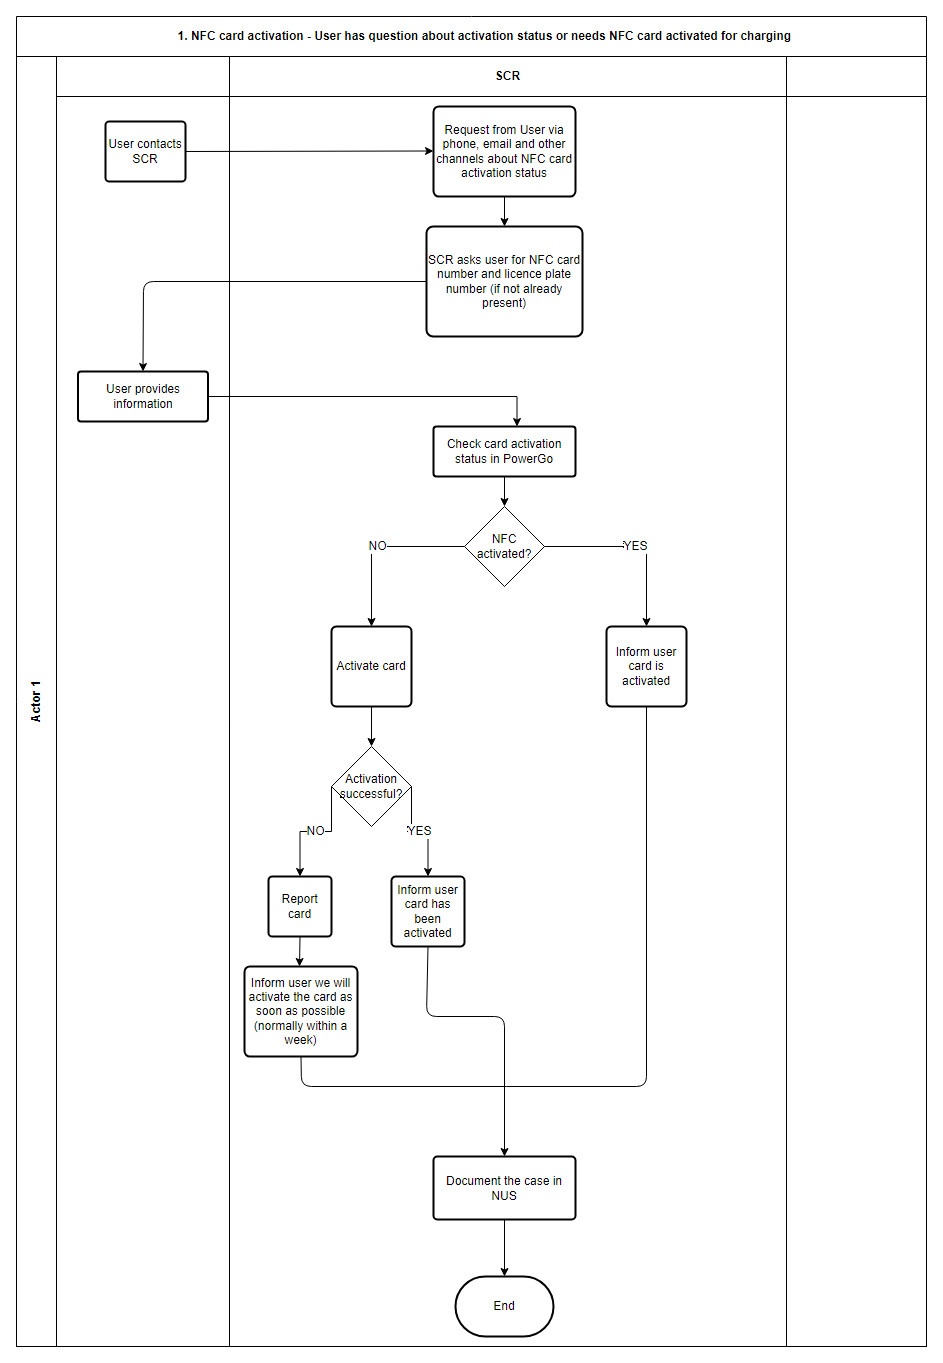 1. NFC card activation - User has question about activation status or needs NFC card activated for charging
SCR
User contacts
SCR
Request from User via
phone, email and other
channels about NFC card
activation status
SCR asks user for NFC card
number and licence plate
number (if not already
present)
User provides
information
Check card activation
status in PowerGo
NFC
activated?
NO
YES
Activate card
Inform user
card is
activated
Actor 1
Activation
successful?
NO
YES
Report
card
Inform user
card has
been
activated
Inform user we will
activate the card as
soon as possible
(normally within a
week)
Document the case in
NUS
End